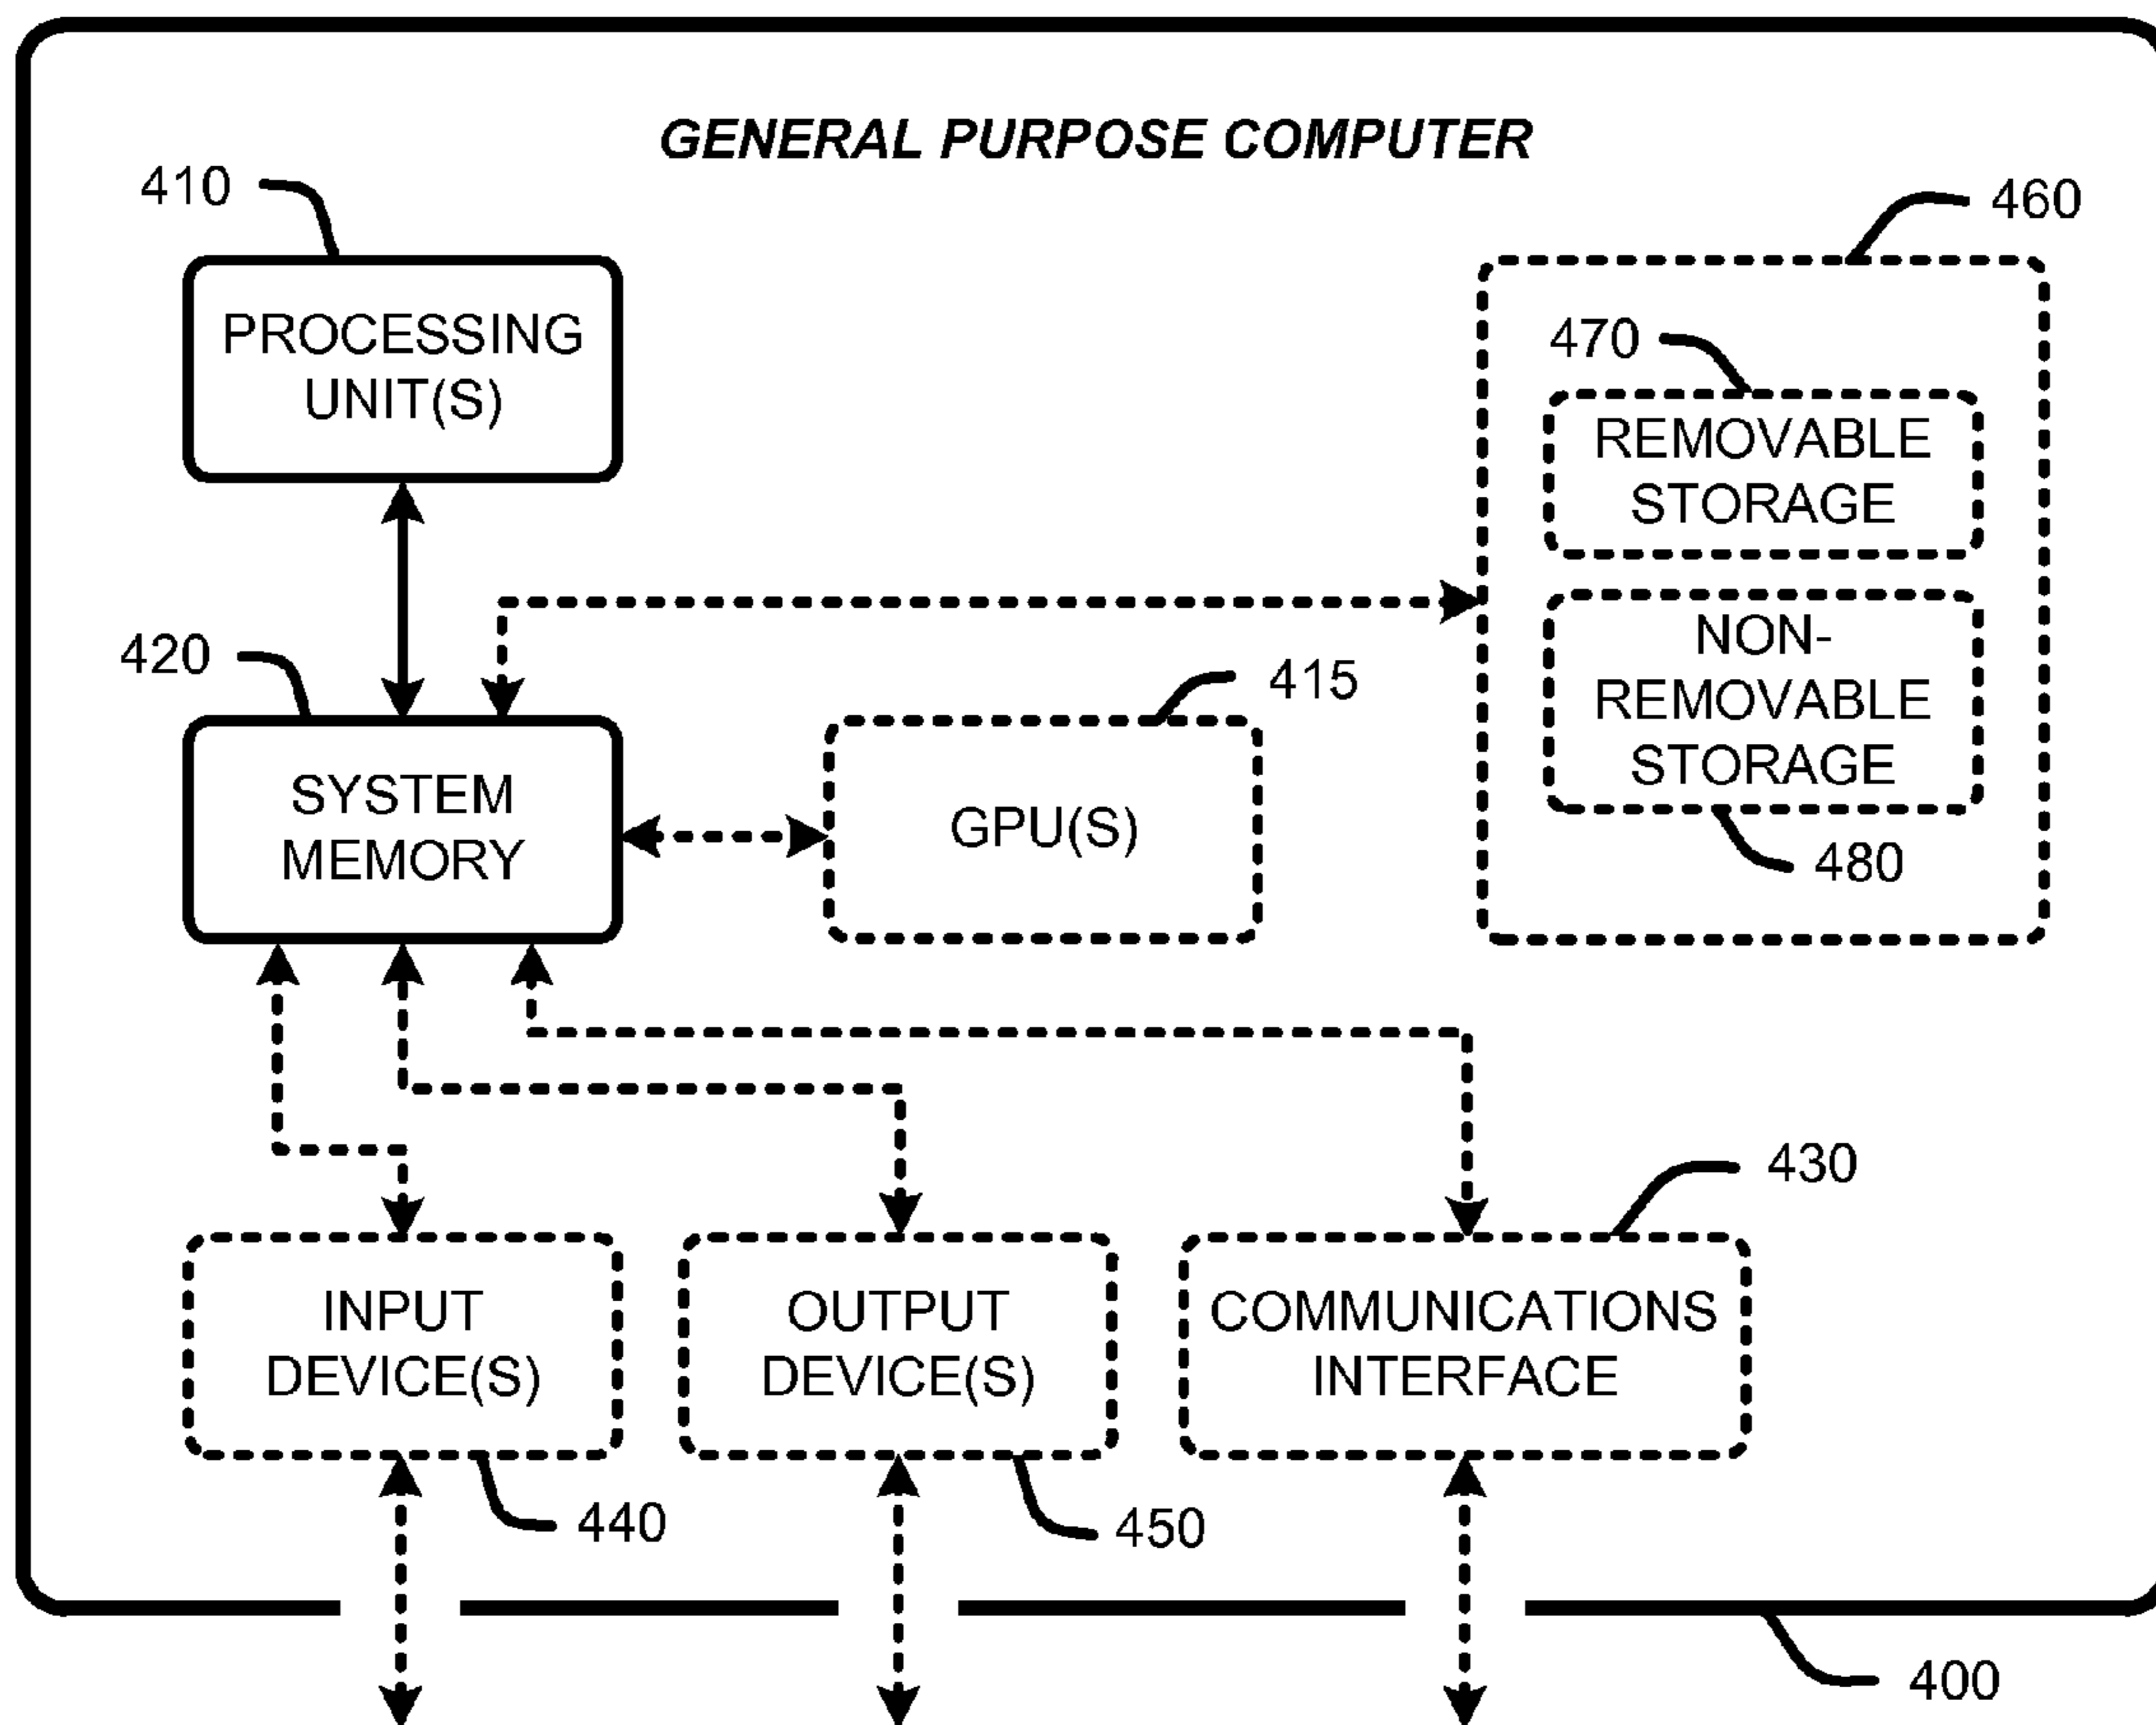 GENERAL PURPOSE COMPUTER
410
460
PROCESSING
UNIT(S)
470
REMOVABLE
STORAGE
420
415
NON-
REMOVABLE
STORAGE
SYSTEM
MEMORY
GPU(S)
480
430
INPUT
DEVICE(S)
OUTPUT
DEVICE(S)
COMMUNICATIONS
INTERFACE
440
450
400